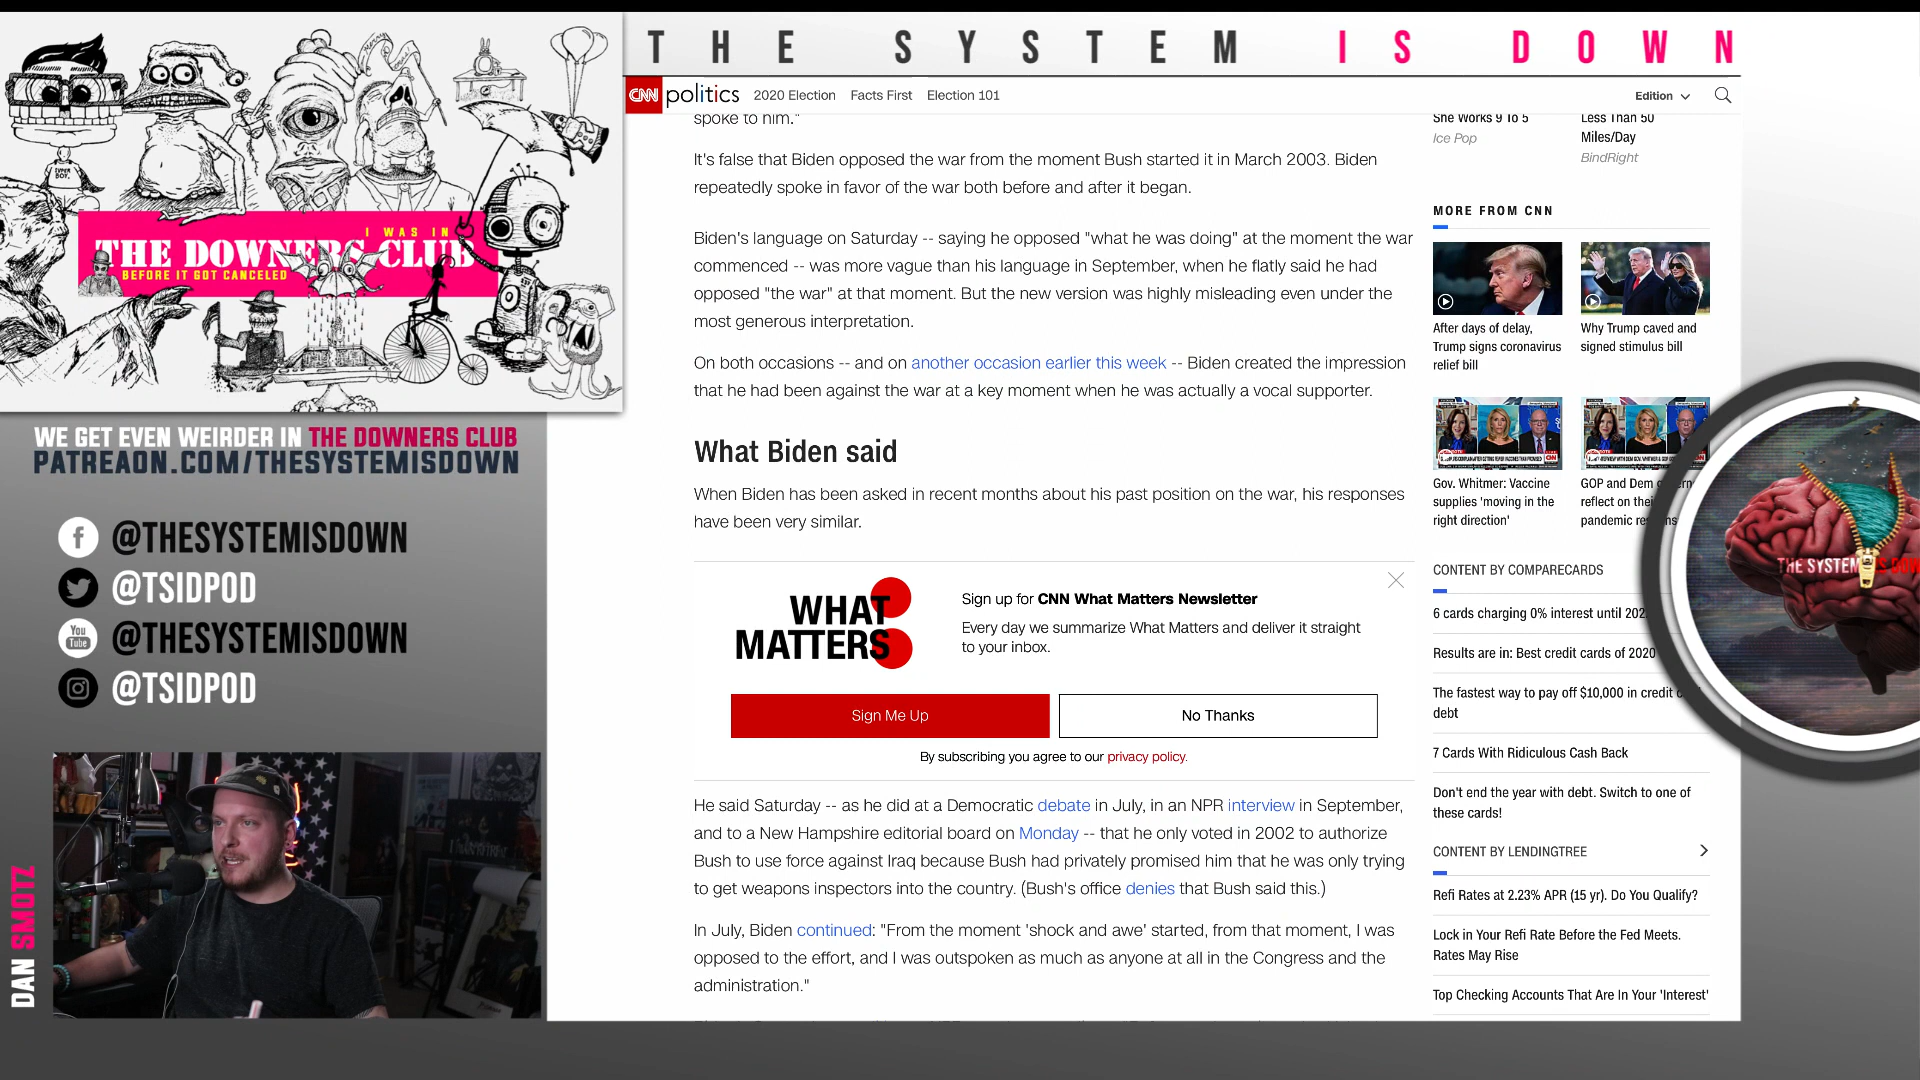 THE SYSTEM IS DOWN
CNN politics 2020 Election Facts First Election 101 Edition
SUPER BOY,
I WAS IN
THE DOWNERS CLUB
BEFORE IT GOT CANCELED
WE GET EVEN WEIRDER IN THE DOWNERS CLUB
PATREON.COM/THESYSTEMISDOWN
f @THESYSTEMISDOWN
@TSIDPOD
You Tube @THESYSTEMISDOWN
@TSIDPOD
DAN SMOTZ
spoke to him."
It's false that Biden opposed the war from the moment Bush started it in March 2003. Biden
repeatedly spoke in favor of the war both before and after it began.
Biden's language on Saturday -- saying he opposed "what he was doing" at the moment the war
commenced -- was more vague than his language in September, when he flatly said he had
opposed "the war" at that moment. But the new version was highly misleading even under the
most generous interpretation.
On both occasions -- and on another occasion earlier this week -- Biden created the impression
that he had been against the war at a key moment when he was actually a vocal supporter.
What Biden said
When Biden has been asked in recent months about his past position on the war, his responses
have been very similar.
WHAT
MATTERS
Sign up for CNN What Matters Newsletter
Every day we summarize What Matters and deliver it straight
to your inbox.
Sign Me Up
No Thanks
By subscribing you agree to our privacy policy.
He said Saturday -- as he did at a Democratic debate in July, in an NPR interview in September,
and to a New Hampshire editorial board on Monday -- that he only voted in 2002 to authorize
Bush to use force against Iraq because Bush had privately promised him that he was only trying
to get weapons inspectors into the country. (Bush's office denies that Bush said this.)
In July, Biden continued: "From the moment 'shock and awe' started, from that moment, I was
opposed to the effort, and I was outspoken as much as anyone at all in the Congress and the
administration."
She Works 9 To 5
Ice Pop
Less Than 50
Miles/Day
BindRight
MORE FROM CNN
After days of delay,
Trump signs coronavirus
relief bill
Why Trump caved and
signed stimulus bill
Gov. Whitmer: Vaccine
supplies 'moving in the
right direction'
GOP and Dem
reflect on
pandemic
CONTENT BY COMPARECARDS
6 cards charging 0% interest until
Results are in: Best credit cards of 2020
The fastest way to pay off $10,000 in credit
debt
7 Cards With Ridiculous Cash Back
Don't end the year with debt. Switch to one of
these cards!
CONTENT BY LENDINGTREE
Refi Rates at 2.23% APR (15 yr). Do You Qualify?
Lock in Your Refi Rate Before the Fed Meets.
Rates May Rise
Top Checking Accounts That Are In Your 'Interest'
THE SYSTEM IS DOWN